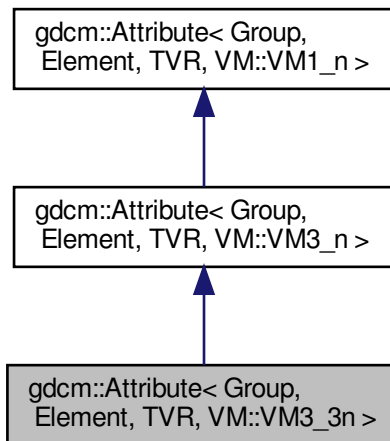 gdcm::Attribute< Group,
Element, TVR, VM::VM1_n >
gdcm::Attribute< Group,
Element, TVR, VM::VM3_n >
gdcm::Attribute< Group,
Element, TVR, VM::VM3_3n >